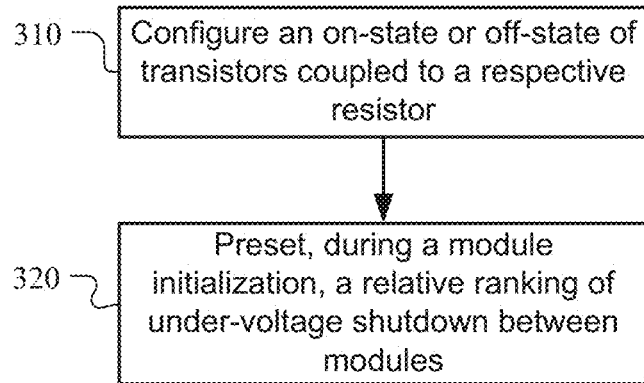 310
Configure an on-state or off-state of
transistors coupled to a respective
resistor
320
Preset, during a module
initialization, a relative ranking of
under-voltage shutdown between
modules